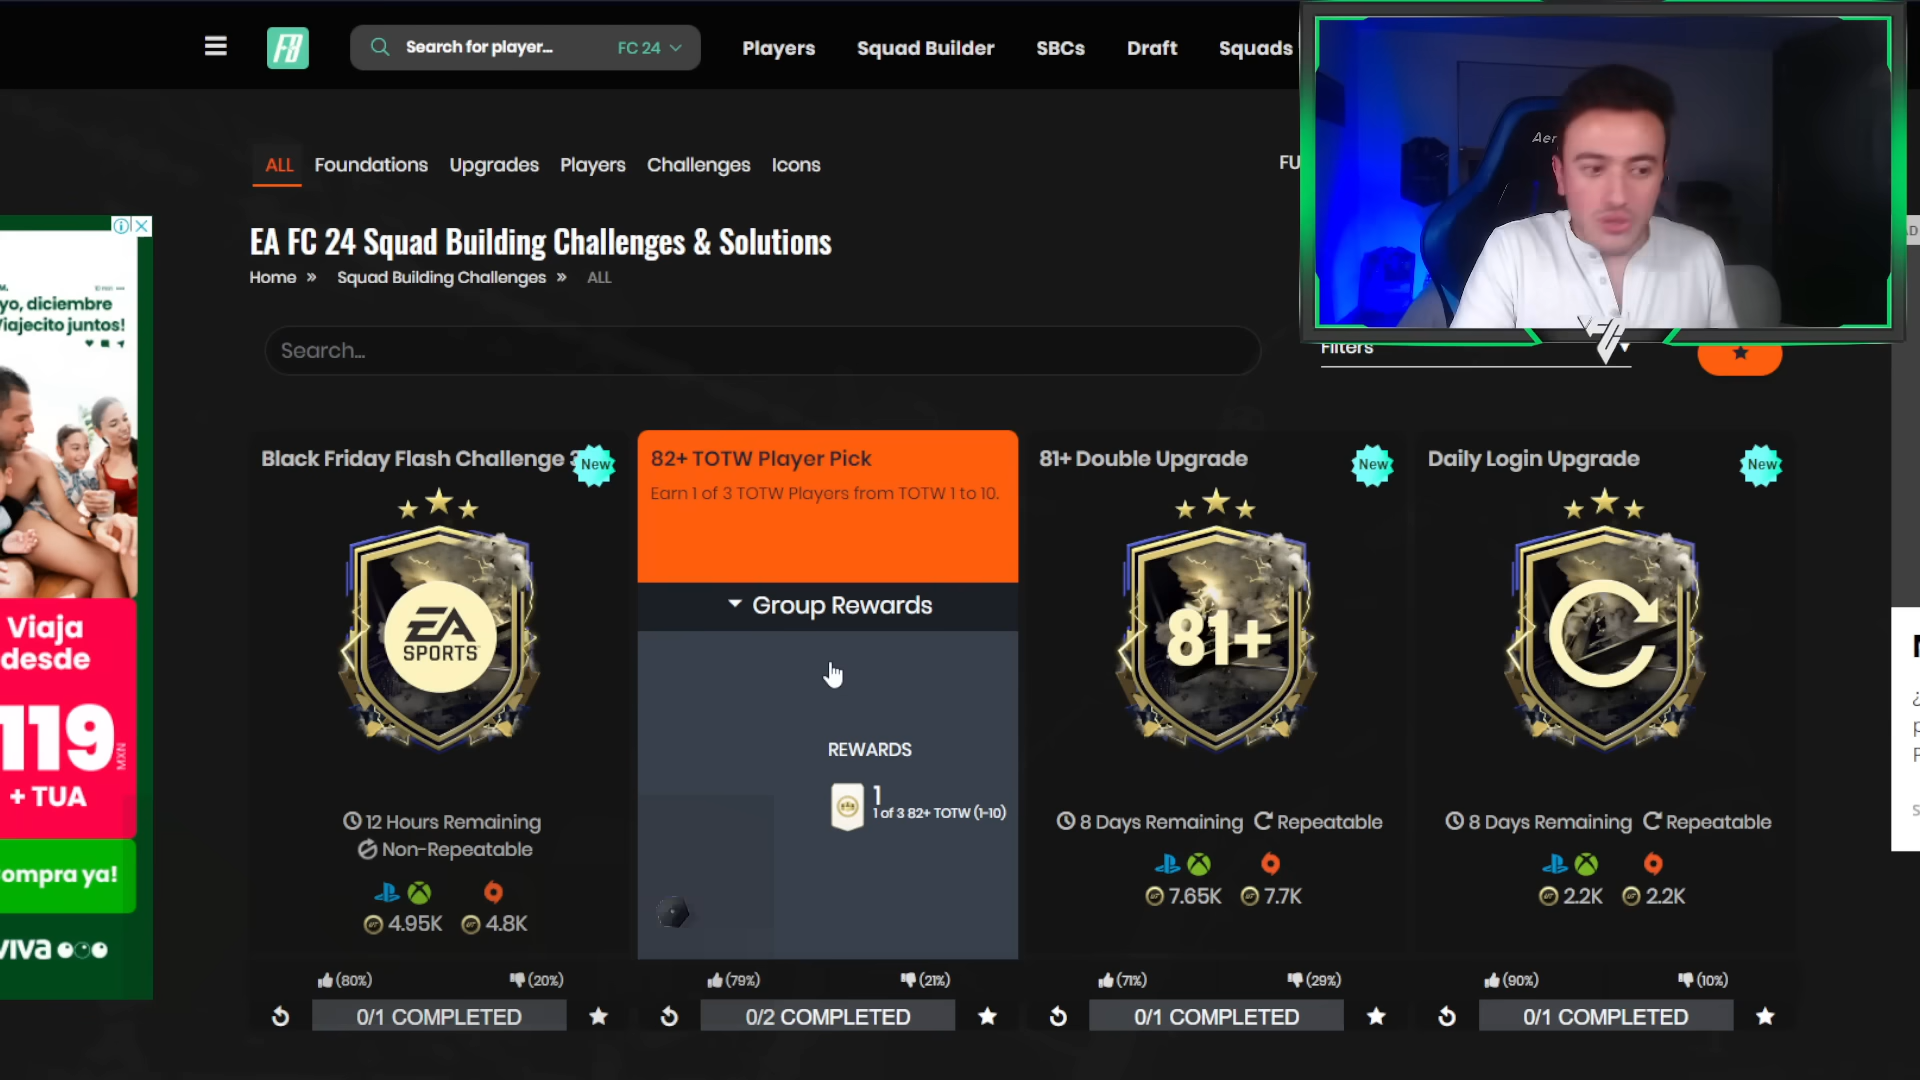 FB
Search for player...
FC 24
Players
Squad Builder
SBCs
Draft
Squads
Aer
ALL
Foundations
Upgrades
Players
Challenges
Icons
FU
EA FC 24 Squad Building Challenges & Solutions
Home » Squad Building Challenges » ALL
Search...
Filters
yo, diciembre
Viajecito juntos!
Viaja
desde
119
MXN
+ TUA
ompra ya!
viva
Black Friday Flash Challenge 3
New
EA
SPORTS
12 Hours Remaining
Non-Repeatable
4.95K
4.8K
(80%)
(20%)
0/1 COMPLETED
82+ TOTW Player Pick
Earn 1 of 3 TOTW Players from TOTW 1 to 10.
Group Rewards
REWARDS
1
1 of 3 82+ TOTW (1-10)
(79%)
(21%)
0/2 COMPLETED
81+ Double Upgrade
New
81+
8 Days Remaining
Repeatable
7.65K
7.7K
(71%)
(29%)
0/1 COMPLETED
Daily Login Upgrade
New
8 Days Remaining
Repeatable
2.2K
2.2K
(90%)
(10%)
0/1 COMPLETED